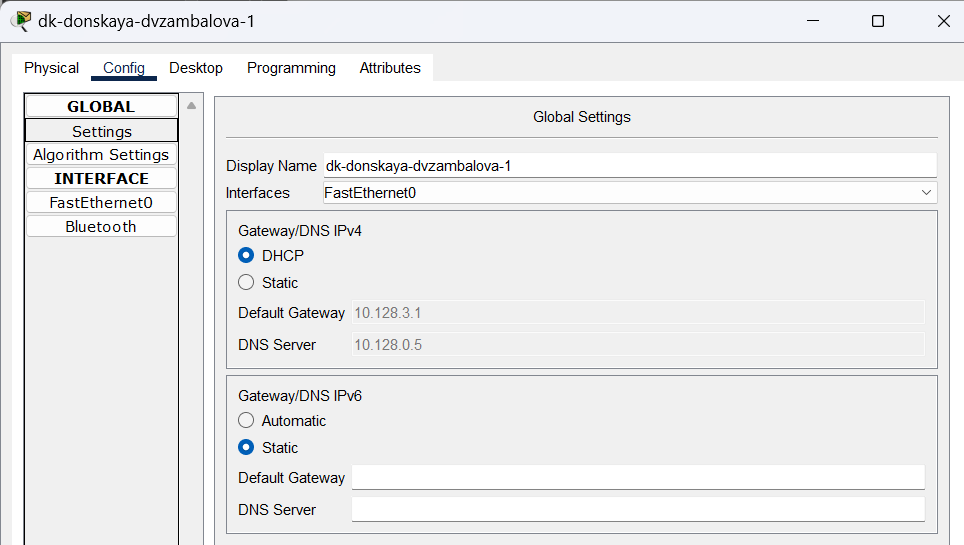 dk-donskaya-dvzambalova-1
Physical Config Desktop Programming Attributes
GLOBAL
Settings
Algorithm Settings
INTERFACE
FastEthernet0
Bluetooth
Global Settings
Display Name dk-donskaya-dvzambalova-1
Interfaces FastEthernet0
Gateway/DNS IPv4
DHCP
Static
Default Gateway 10.128.3.1
DNS Server 10.128.0.5
Gateway/DNS IPv6
Automatic
Static
Default Gateway
DNS Server